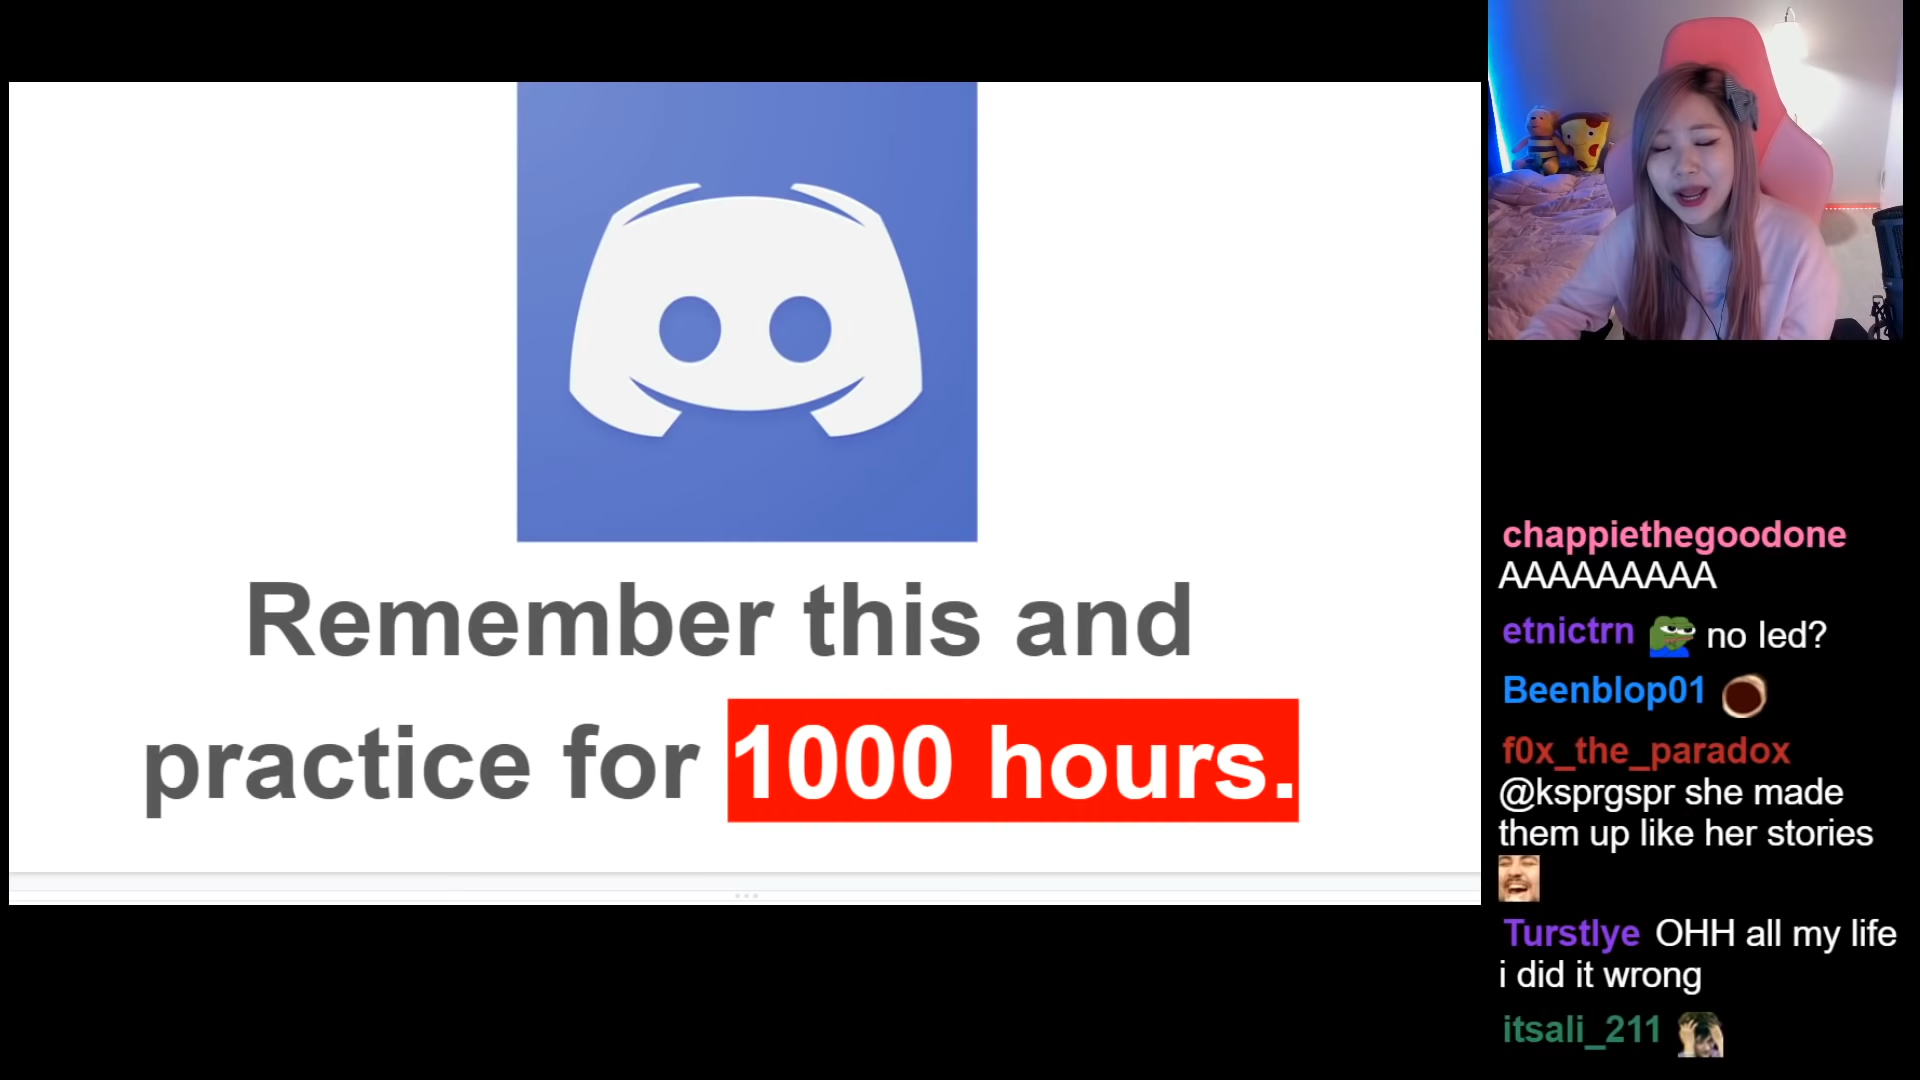 Remember this and
practice for 1000 hours.
chappiethegoodone
AAAAAAAAA
etnictrn no led?
Beenblop01
f0x_the_paradox
@ksprgspr she made
them up like her stories
Turstlye OHH all my life
i did it wrong
itsali_211